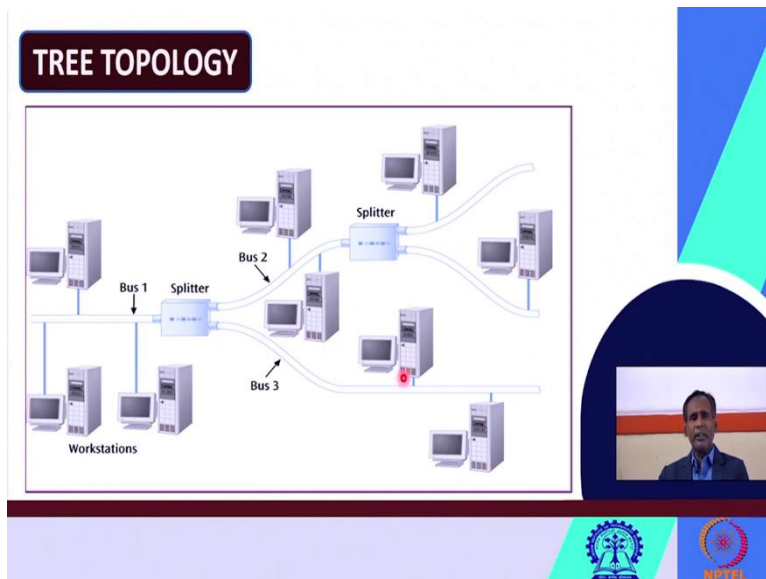 TREE TOPOLOGY
Splitter
Bus 2
Bus 1
Splitter
Bus 3
Workstations
NPTEL